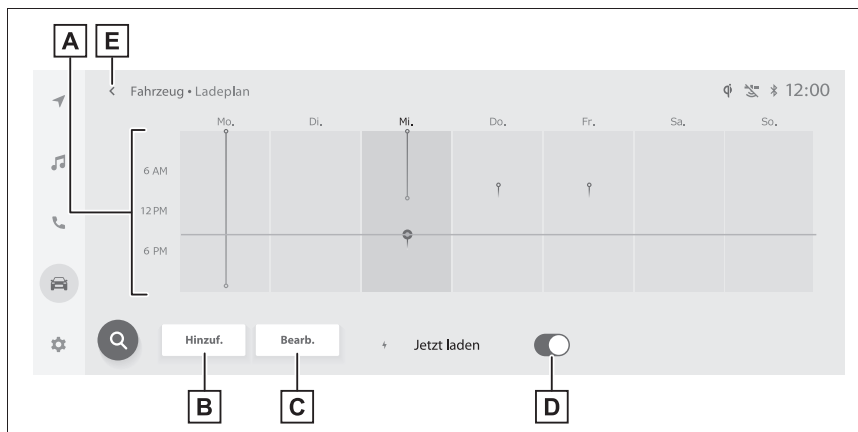 A E
Fahrzeug • Ladeplan 12:00
Mo. Di. Mi. Do. Fr. Sa. So.
6 AM
12 PM
6 PM
Hinzuf. Bearb. Jetzt laden
B C D